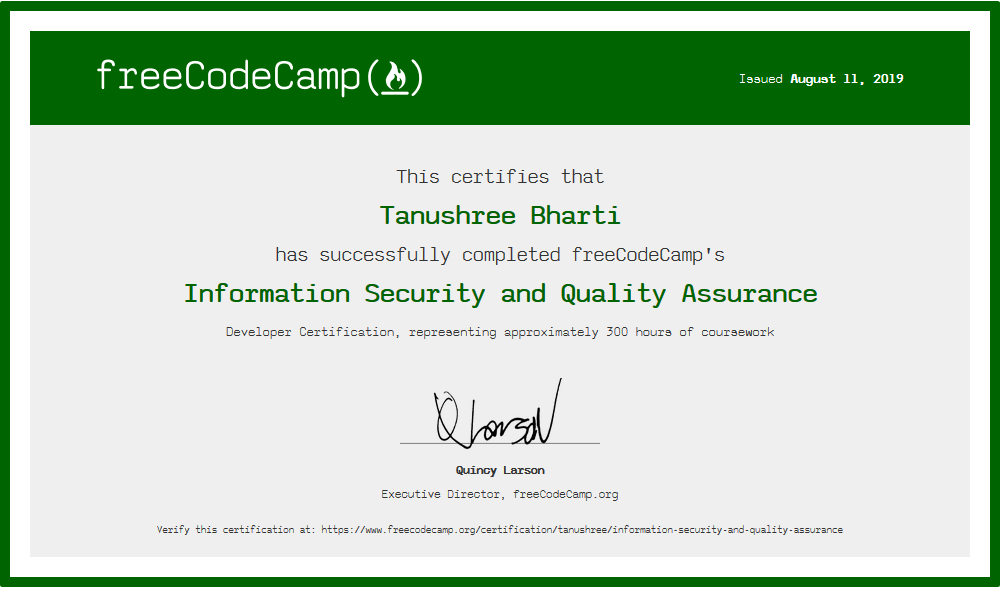 freeCodeCamp(🔥)
Issued August 11, 2019
This certifies that
Tanushree Bharti
has successfully completed freeCodeCamp's
Information Security and Quality Assurance
Developer Certification, representing approximately 300 hours of coursework
QLarson
Quincy Larson
Executive Director, freeCodeCamp.org
Verify this certification at: https://www.freecodecamp.org/certification/tanushree/information-security-and-quality-assurance